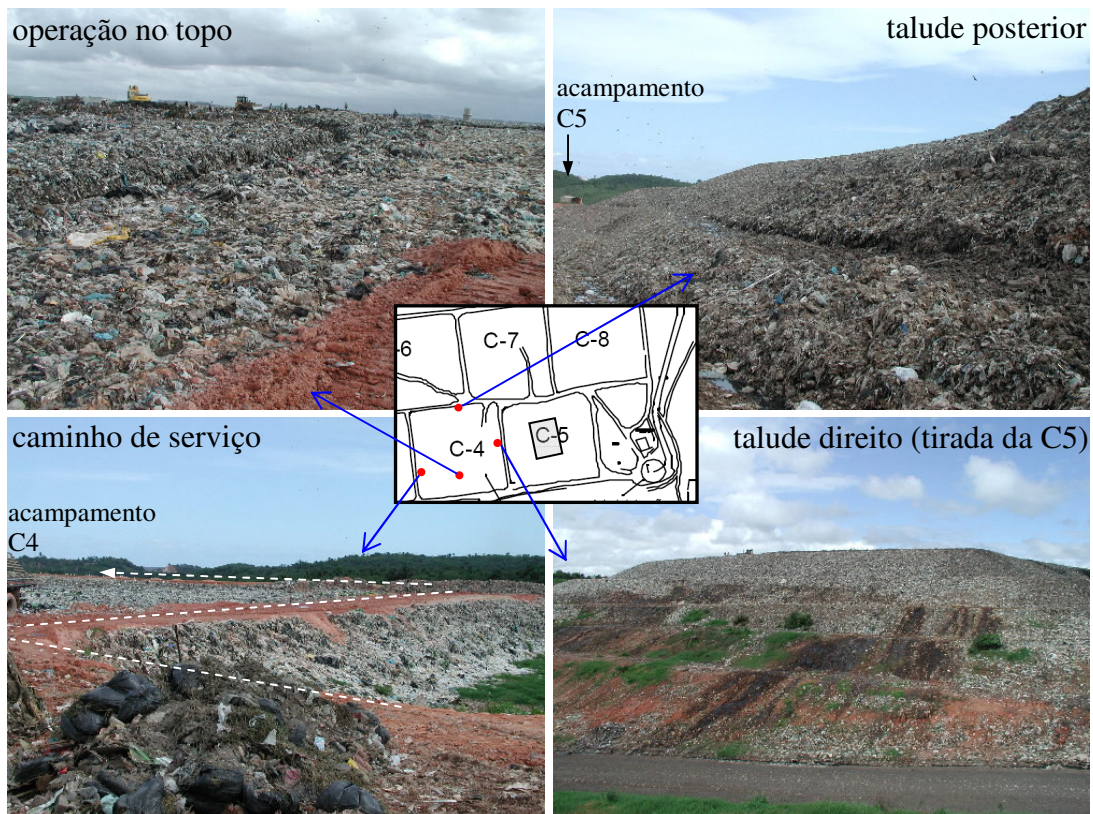 operação no topo
talude posterior
acampamento
C5
-6
C-7
C-8
C-4
C-5
caminho de serviço
talude direito (tirada da C5)
acampamento
C4